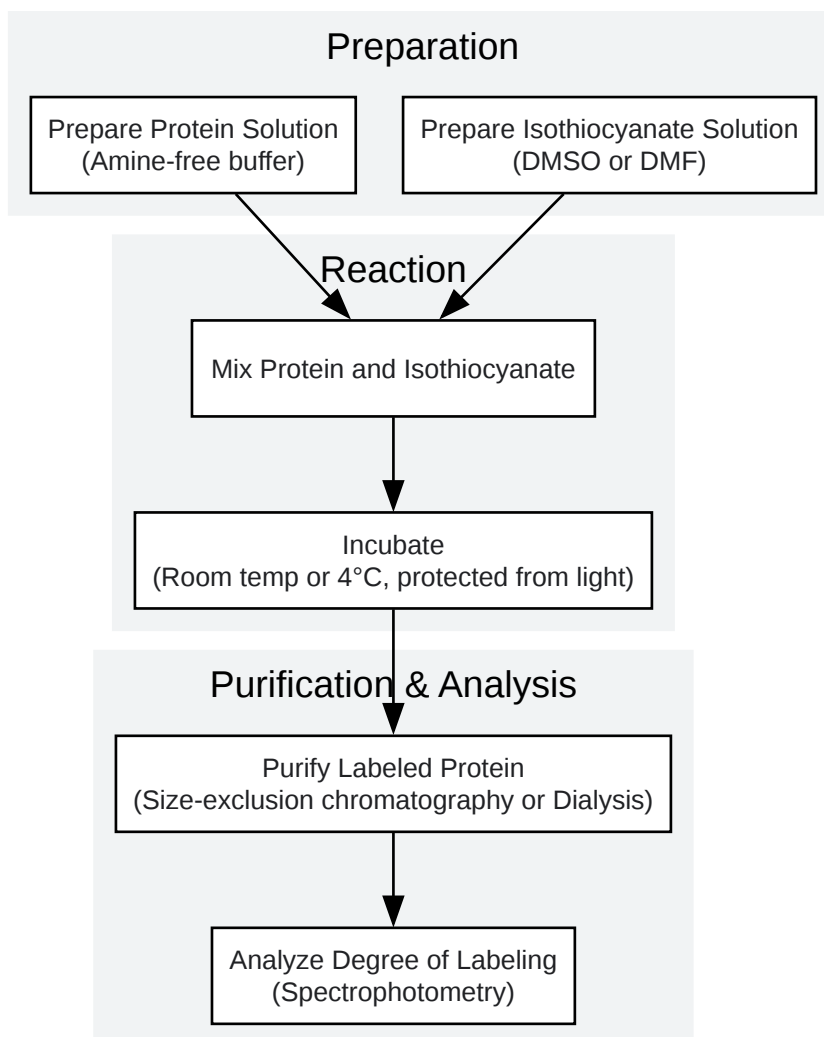 Preparation
Prepare Protein Solution
(Amine-free buffer)
Prepare Isothiocyanate Solution
(DMSO or DMF)
Reaction
Mix Protein and Isothiocyanate
Incubate
(Room temp or 4°C, protected from light)
Purification & Analysis
Purify Labeled Protein
(Size-exclusion chromatography or Dialysis)
Analyze Degree of Labeling
(Spectrophotometry)